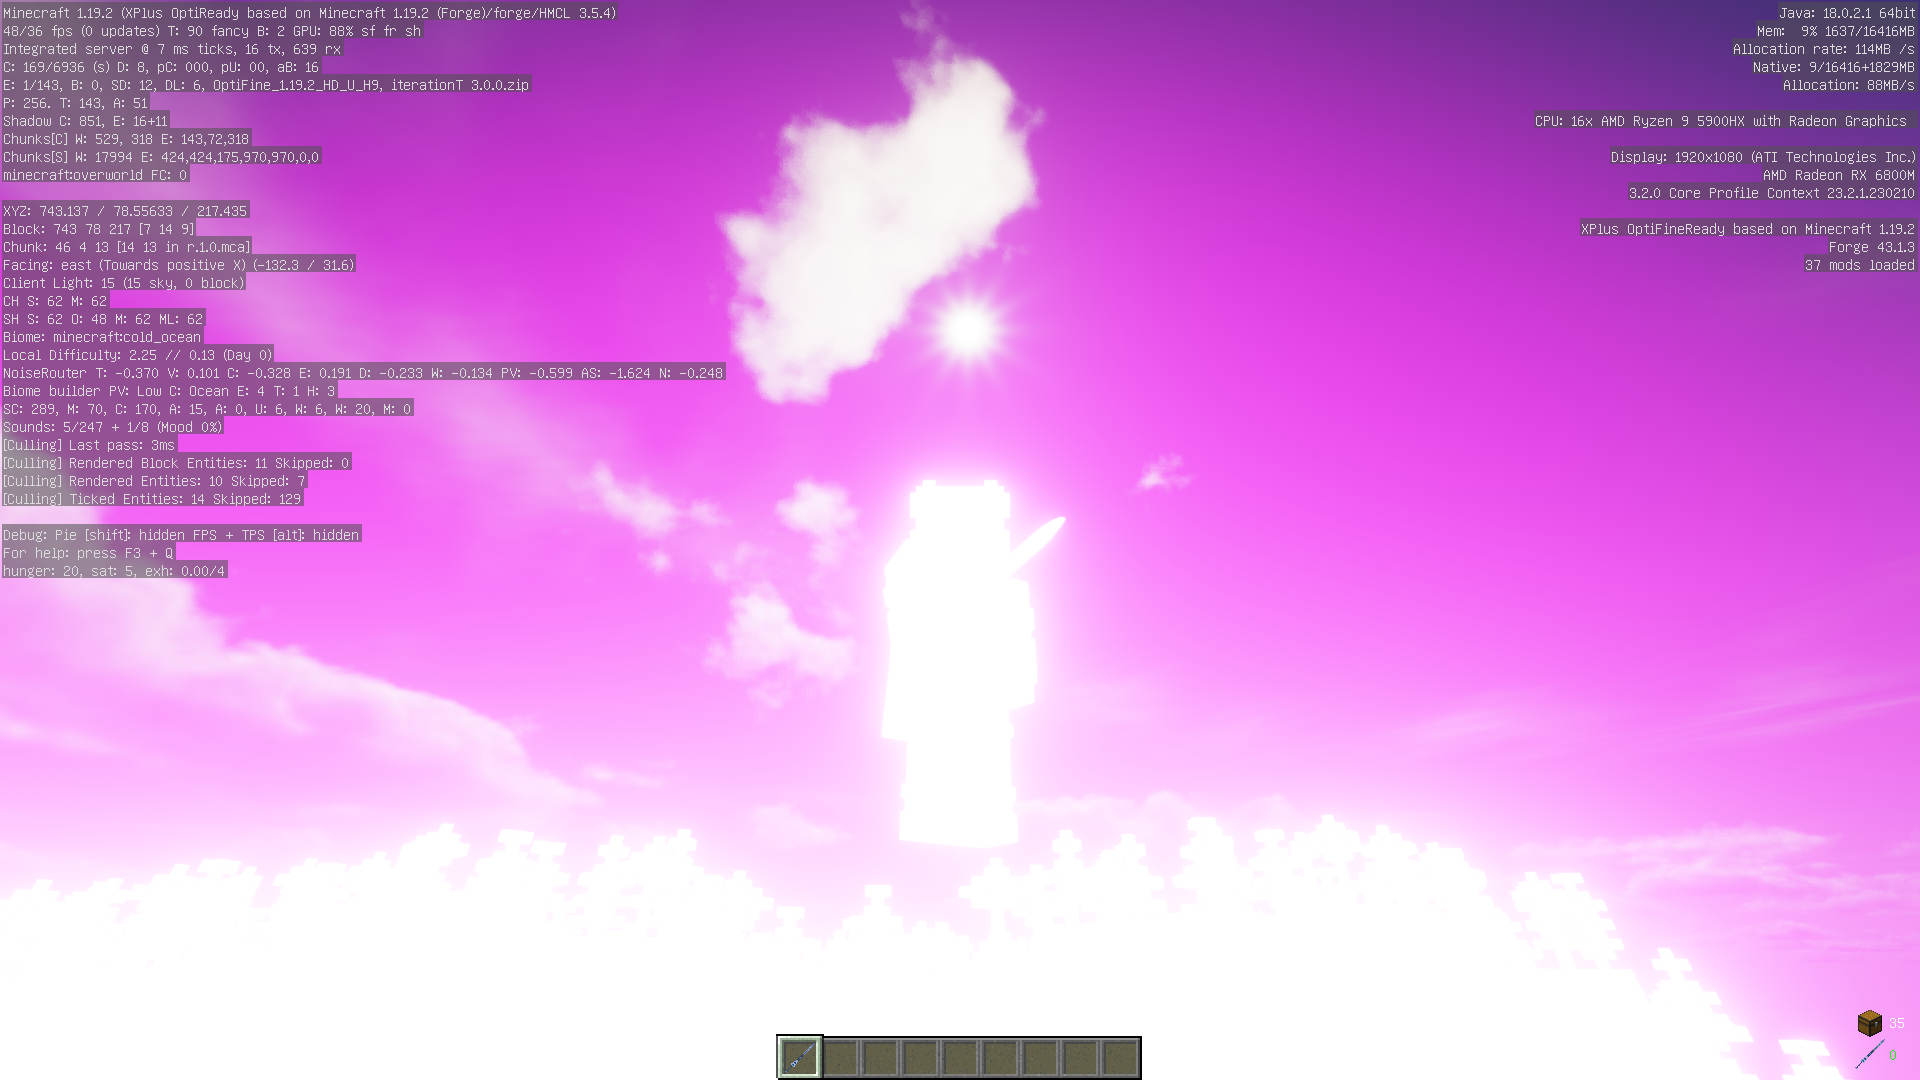 Minecraft 1.19.2 (XPlus OptiReady based on Minecraft 1.19.2 (Forge)/forge/HMCL 3.5.4)
48/36 fps (0 updates) T: 90 fancy B: 2 GPU: 88% sf fr sh
Integrated server @ 7 ms ticks, 16 tx, 639 rx
C: 169/6936 (s) D: 8, pC: 000, pU: 00, aB: 16
E: 1/143, B: 0, SD: 12, DL: 6, OptiFine_1.19.2_HD_U_H9, iterationT 3.0.0.zip
P: 256. T: 143, A: 51
Shadow C: 851, E: 16+11
Chunks[C] W: 529, 318 E: 143,72,318
Chunks[S] W: 17994 E: 424,424,175,970,970,0,0
minecraft:overworld FC: 0
XYZ: 743.137 / 78.55633 / 217.435
Block: 743 78 217 [7 14 9]
Chunk: 46 4 13 [14 13 in r.1.0.mca]
Facing: east (Towards positive X) (-132.3 / 31.6)
Client Light: 15 (15 sky, 0 block)
CH S: 62 M: 62
SH S: 62 O: 48 M: 62 ML: 62
Biome: minecraft:cold_ocean
Local Difficulty: 2.25 // 0.13 (Day 0)
NoiseRouter T: -0.370 V: 0.101 C: -0.328 E: 0.191 D: -0.233 W: -0.134 PV: -0.599 AS: -1.624 N: -0.248
Biome builder PV: Low C: Ocean E: 4 T: 1 H: 3
SC: 289, M: 70, C: 170, A: 15, A: 0, U: 6, W: 6, W: 20, M: 0
Sounds: 5/247 + 1/8 (Mood 0%)
[Culling] Last pass: 3ms
[Culling] Rendered Block Entities: 11 Skipped: 0
[Culling] Rendered Entities: 10 Skipped: 7
[Culling] Ticked Entities: 14 Skipped: 129
Debug: Pie [shift]: hidden FPS + TPS [alt]: hidden
For help: press F3 + Q
hunger: 20, sat: 5, exh: 0.00/4
Java: 18.0.2.1 64bit
Mem: 9% 1637/16416MB
Allocation rate: 114MB /s
Native: 9/16416+1829MB
Allocation: 88MB/s
CPU: 16x AMD Ryzen 9 5900HX with Radeon Graphics
Display: 1920x1080 (ATI Technologies Inc.)
AMD Radeon RX 6800M
3.2.0 Core Profile Context 23.2.1.230210
XPlus OptiFineReady based on Minecraft 1.19.2
Forge 43.1.3
37 mods loaded
35
0